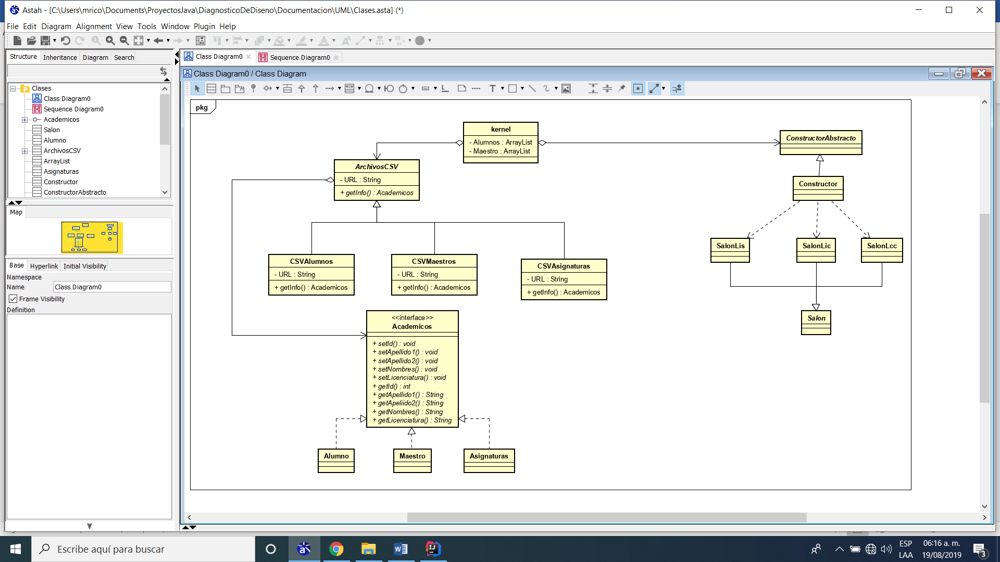 Astah - [C:\Users\mrico\Documents\ProyectosJava\DiagnosticoDeDiseno\Documentacion\UML\Clases.asta] (*)
File Edit Diagram Alignment View Tools Window Plugin Help
Structure Inheritance Diagram Search
Class Diagram0 Sequence Diagram0
Class Diagram0 / Class Diagram
Clases
Class Diagram0
Sequence Diagram0
Academicos
Salon
Alumno
ArchivosCSV
ArrayList
Asignaturas
Constructor
ConstructorAbstracto
Map
Base Hyperlink Initial Visibility
Namespace
Name Class Diagram0
Frame Visibility
Definition
pkg
kernel
- Alumnos : ArrayList
- Maestro : ArrayList
ConstructorAbstracto
ArchivosCSV
- URL : String
+ getInfo() : Academicos
Constructor
SalonLis
SalonLic
SalonLcc
CSVAlumnos
- URL : String
+ getInfo() : Academicos
CSVMaestros
- URL : String
+ getInfo() : Academicos
CSVAsignaturas
- URL : String
+ getInfo() : Academicos
Salon
<<interface>>
Academicos
+ setId() : void
+ setApellido1() : void
+ setApellido2() : void
+ setNombres() : void
+ setLicenciatura() : void
+ getId() : int
+ getApellido1() : String
+ getApeliido2() : String
+ getNombres() : String
+ getLicenciatura() : String
Alumno
Maestro
Asignaturas
Escribe aquí para buscar
ESP
LAA
06:16 a. m.
19/08/2019
3